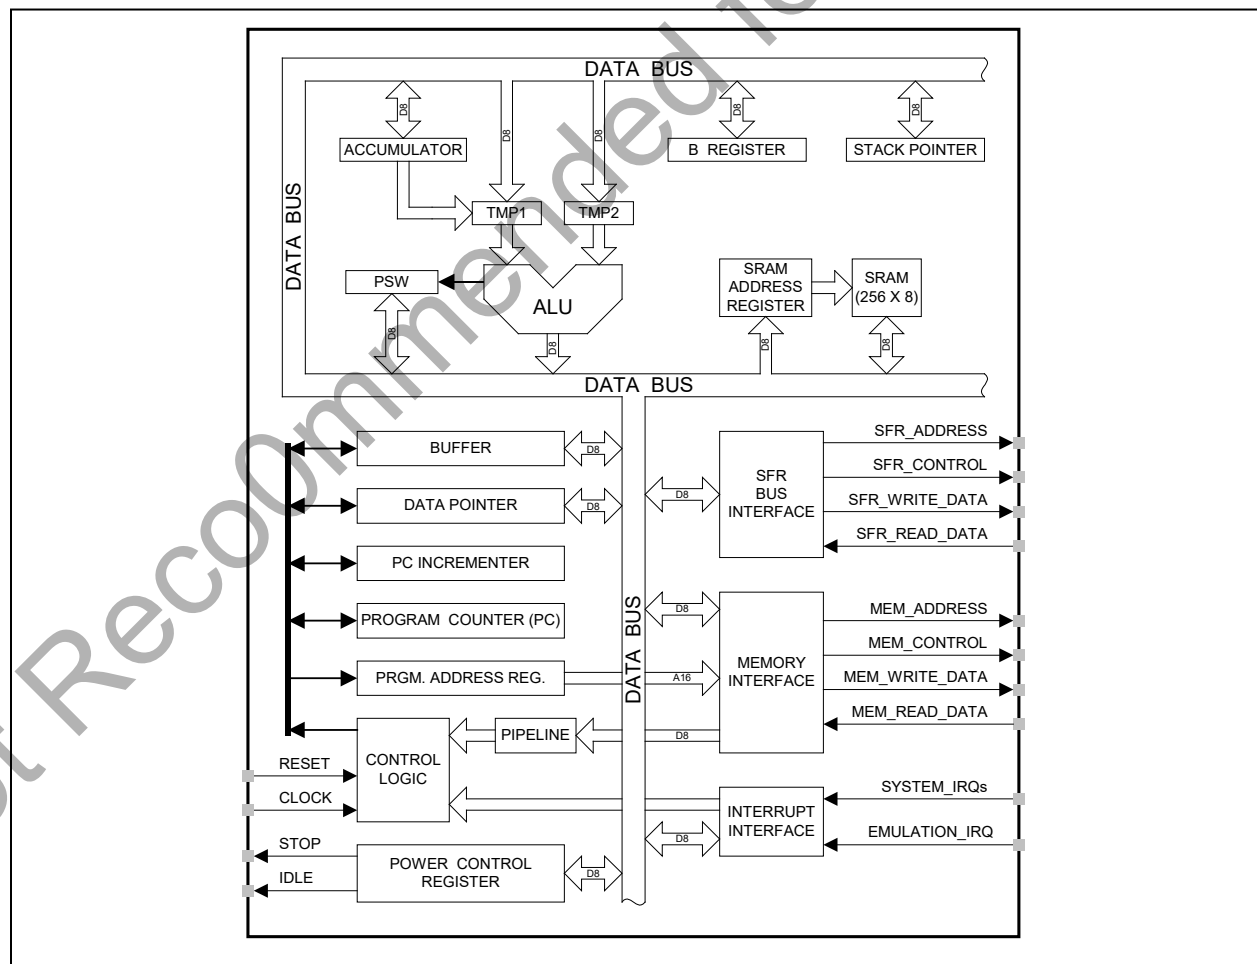 DATA BUS
D8
D8
D8
D8
D8
ACCUMULATOR
B REGISTER
STACK POINTER
DATA BUS
TMP1
TMP2
PSW
ALU
SRAM
ADDRESS
REGISTER
SRAM
(256 X 8)
D8
D8
D8
D8
DATA BUS
BUFFER
D8
DATA POINTER
D8
PC INCREMENTER
PROGRAM COUNTER (PC)
PRGM. ADDRESS REG.
A16
PIPELINE
D8
CONTROL
LOGIC
RESET
CLOCK
STOP
IDLE
POWER CONTROL
REGISTER
D8
DATA BUS
D8
SFR
BUS
INTERFACE
SFR_ADDRESS
SFR_CONTROL
SFR_WRITE_DATA
SFR_READ_DATA
D8
MEMORY
INTERFACE
MEM_ADDRESS
MEM_CONTROL
MEM_WRITE_DATA
MEM_READ_DATA
D8
INTERRUPT
INTERFACE
SYSTEM_IRQs
EMULATION_IRQ
Reco0mmended